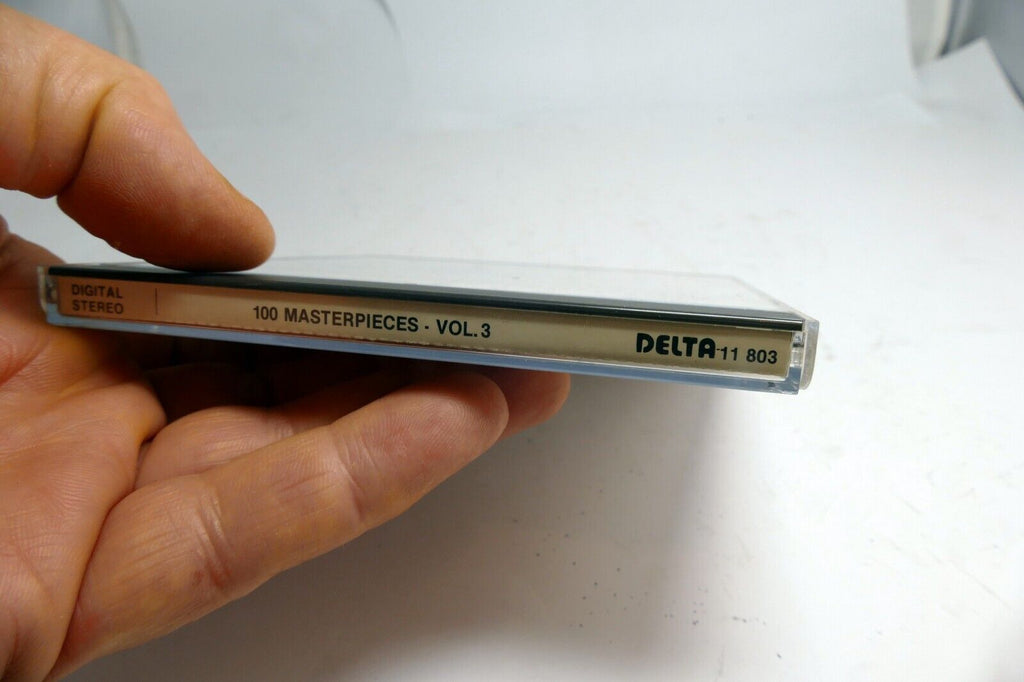 DIGITAL
STEREO
100 MASTERPIECES - VOL. 3
DELTA 11 803